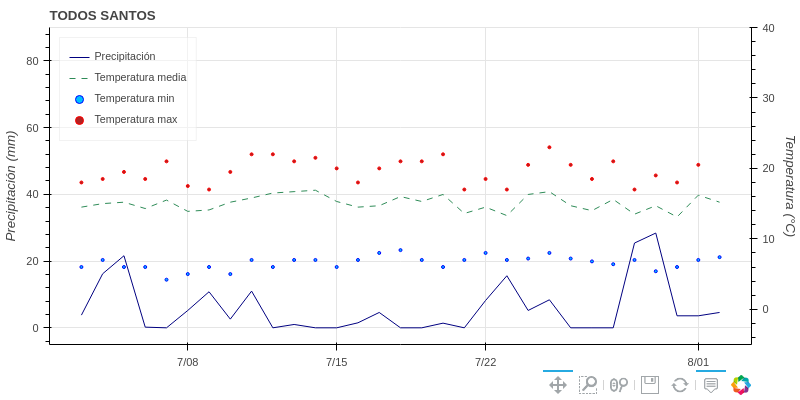 TODOS SANTOS
Precipitación
Temperatura media
Temperatura min
Temperatura max
Precipitación (mm)
80
60
40
20
0
Temperatura (°C)
40
30
20
10
0
7/08
7/15
7/22
8/01